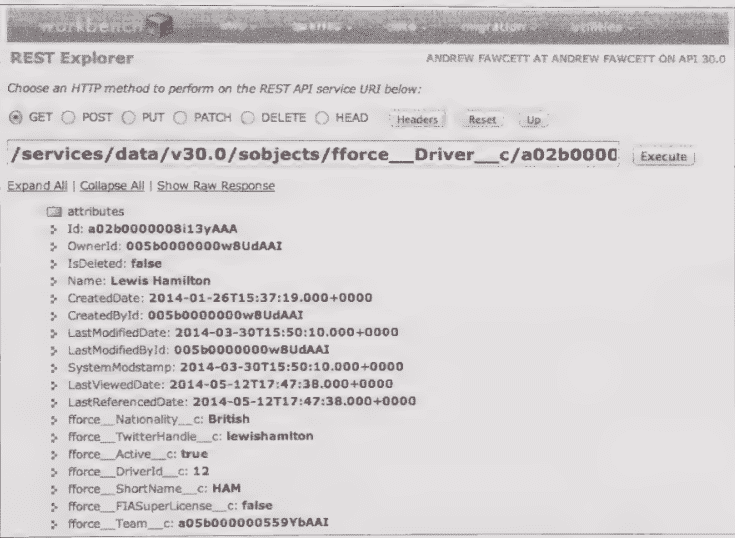 workbench
REST Explorer
ANDREW FAWCETT AT ANDREW FAWCETT ON API 30.0
Choose an HTTP method to perform on the REST API service URI below:
GET POST PUT PATCH DELETE HEAD Headers Reset Up
/services/data/v30.0/sobjects/fforce__Driver__c/a02b0000 Execute
Expand All | Collapse All | Show Raw Response
attributes
Id: a02b0000008i13yAAA
OwnerId: 005b0000000w8UdAAI
IsDeleted: false
Name: Lewis Hamilton
CreatedDate: 2014-01-26T15:37:19.000+0000
CreatedById: 005b0000000w8UdAAI
LastModifiedDate: 2014-03-30T15:50:10.000+0000
LastModifiedById: 005b0000000w8UdAAI
SystemModstamp: 2014-03-30T15:50:10.000+0000
LastViewedDate: 2014-05-12T17:47:38.000+0000
LastReferencedDate: 2014-05-12T17:47:38.000+0000
fforce__Nationality__c: British
fforce__TwitterHandle__c: lewishamlton
fforce__Active__c: true
fforce__DriverId__c: 12
fforce__ShortName__c: HAM
fforce__FIASuperLicense__c: false
fforce__Team__c: a05b000000559YbAAI